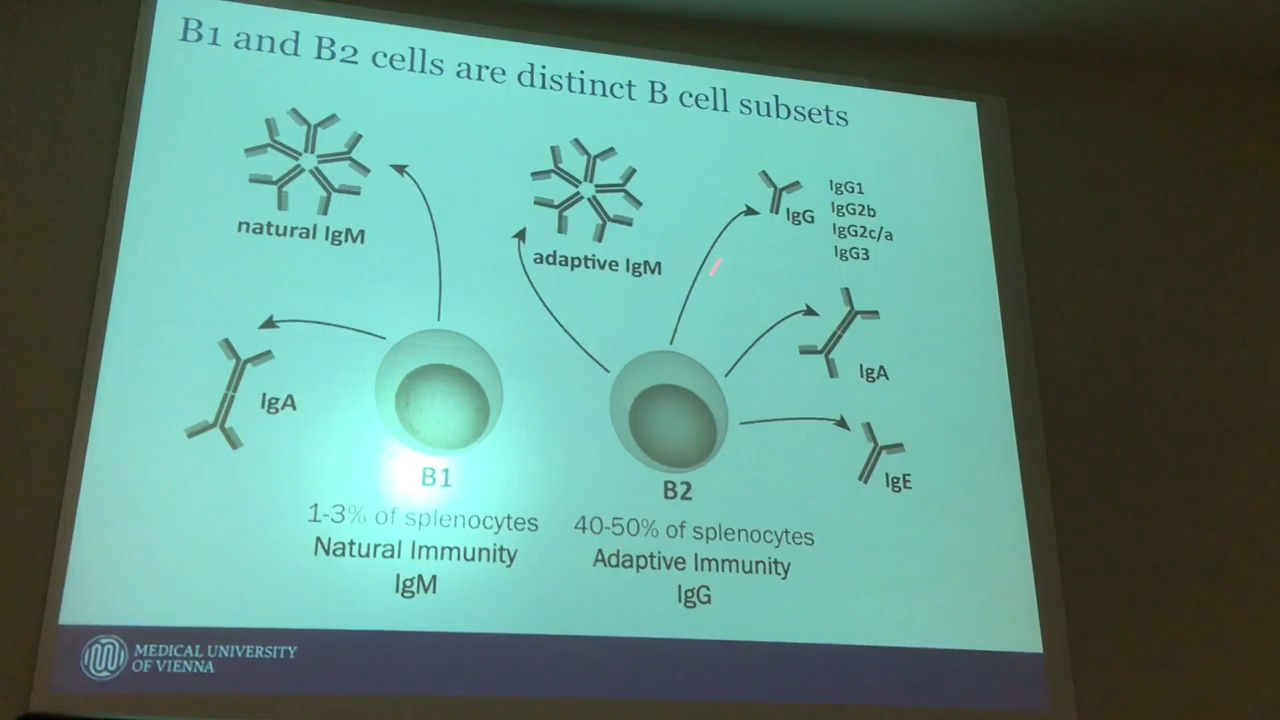 B1 and B2 cells are distinct B cell subsets
natural IgM
adaptive IgM
IgG
IgG1
IgG2b
IgG2c/a
IgG3
IgA
IgA
IgE
B1
1-3% of splenocytes
Natural Immunity
IgM
B2
40-50% of splenocytes
Adaptive Immunity
IgG
MEDICAL UNIVERSITY
OF VIENNA